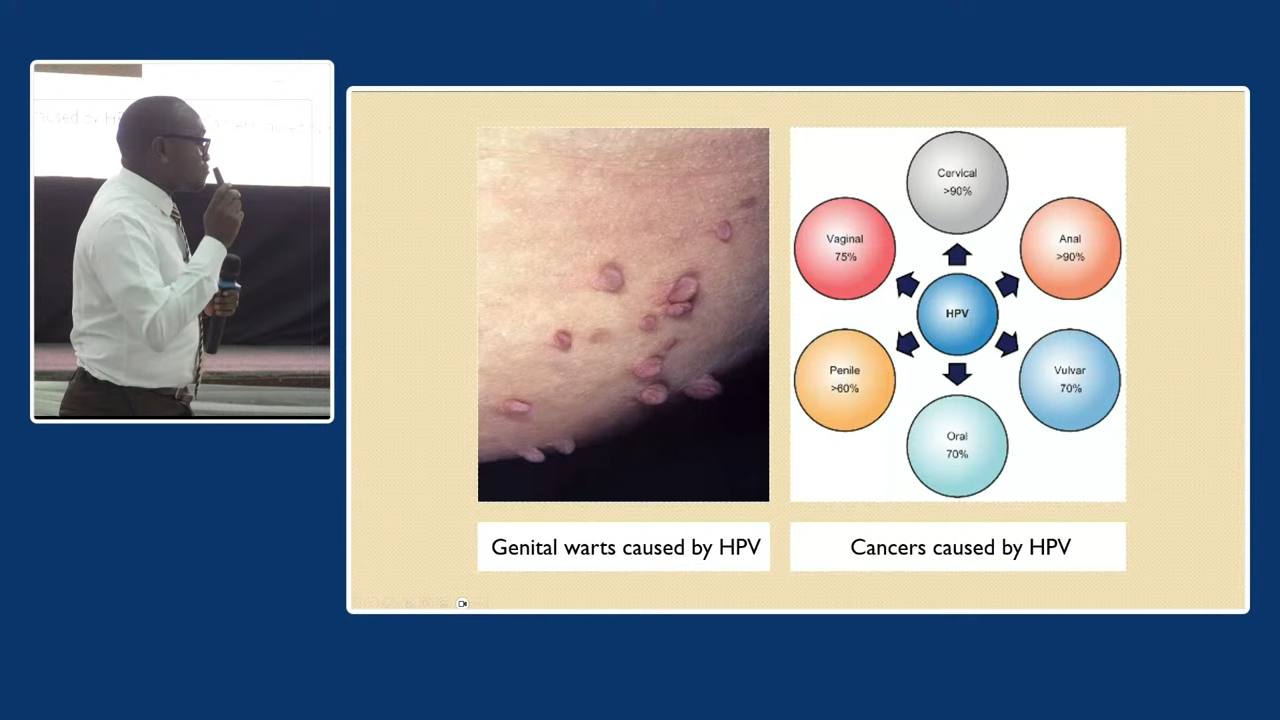 Cervical
>90%
Vaginal
75%
Anal
>90%
HPV
Penile
>60%
Vulvar
70%
Oral
70%
Genital warts caused by HPV
Cancers caused by HPV